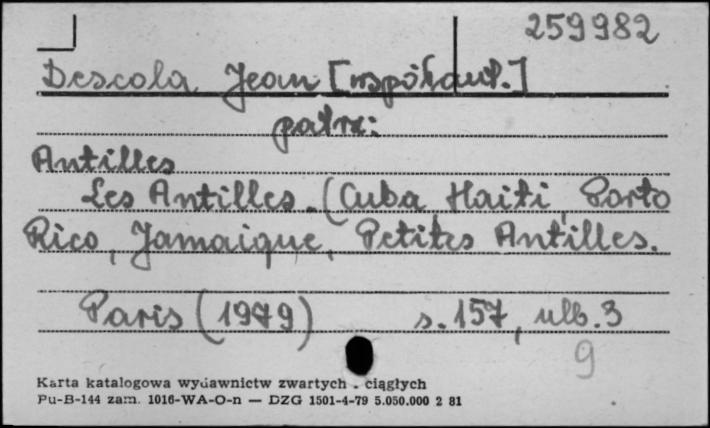 259982
Descola Jean [współaut.]
patrz:
Antilles
Les Antilles. (Cuba, Haiti, Porto
Rico, Jamaique, Petites Antilles.
Paris (1979) s. 157, ulb. 3
9
Karta katalogowa wydawnictw zwartych . ciągłych
Pu-B-144 zam. 1016-WA-O-n — DZG 1501-4-79 5.050.000 2 81